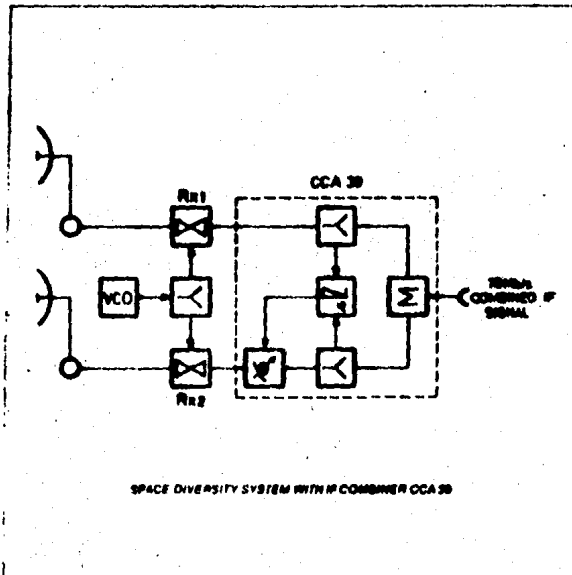 CCA 30
Rx1
VCO
Σ
COMBINED IF
SIGNAL
φ
Rx2
SPACE DIVERSITY SYSTEM WITH IF COMBINER CCA 30